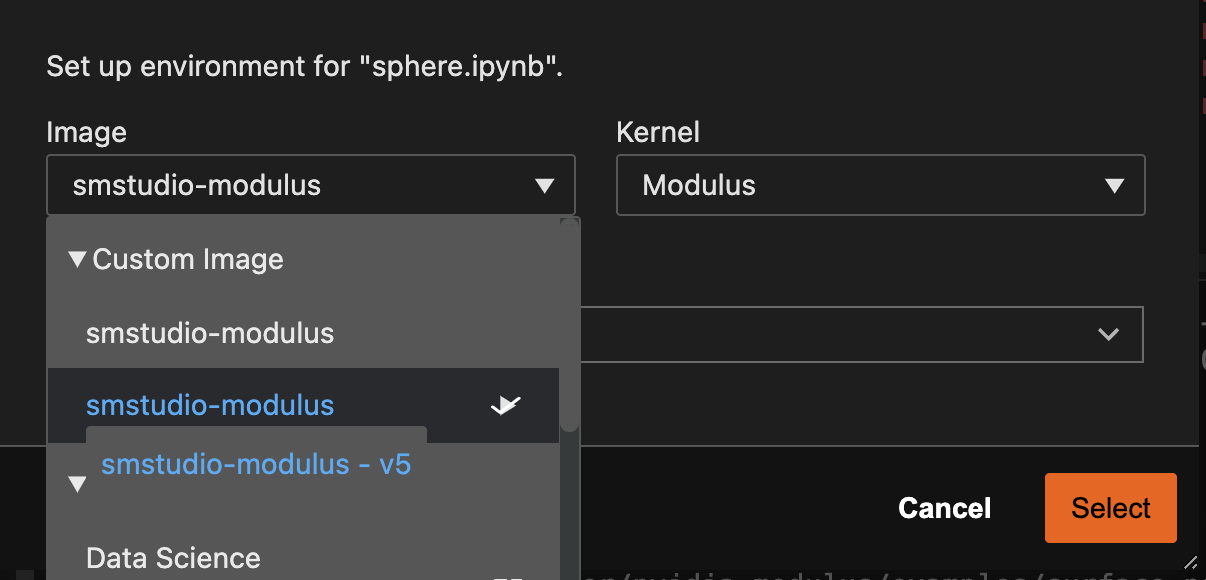 Set up environment for "sphere.ipynb".
Image
Kernel
smstudio-modulus
Modulus
Custom Image
smstudio-modulus
smstudio-modulus
smstudio-modulus - v5
Cancel
Select
Data Science